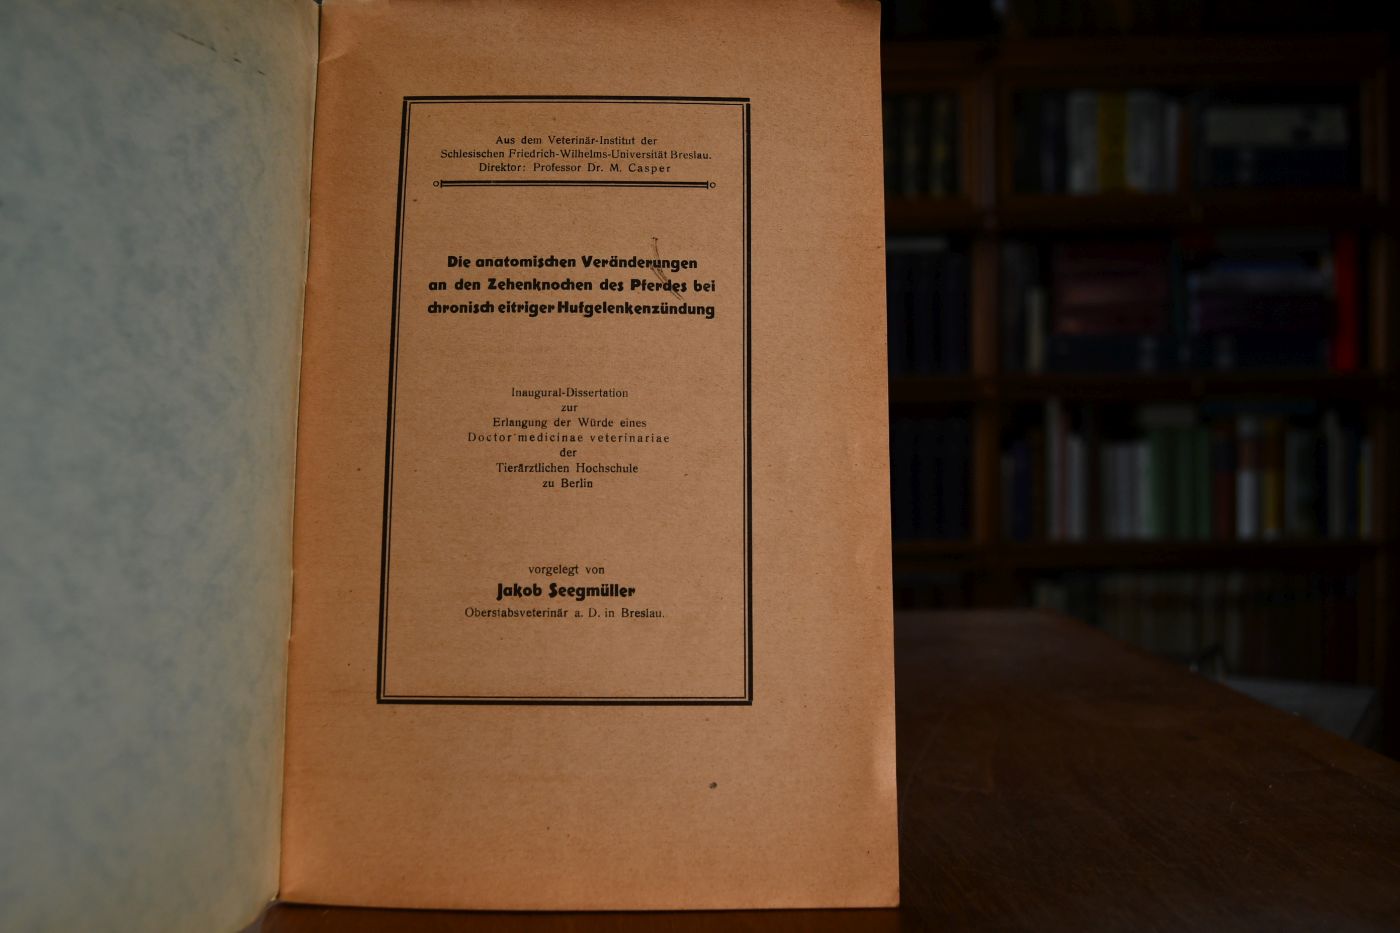 Aus dem Veterinär-Institut der
Schlesischen Friedrich-Wilhelms-Universität Breslau.
Direktor: Professor Dr. M. Casper
Die anatomischen Veränderungen
an den Zehenknochen des Pferdes bei
chronisch eitriger Hufgelenkenzündung
Inaugural-Dissertation
zur
Erlangung der Würde eines
Doctor medicinae veterinariae
der
Tierärztlichen Hochschule
zu Berlin
vorgelegt von
Jakob Seegmüller
Oberstabsveterinär a. D. in Breslau.